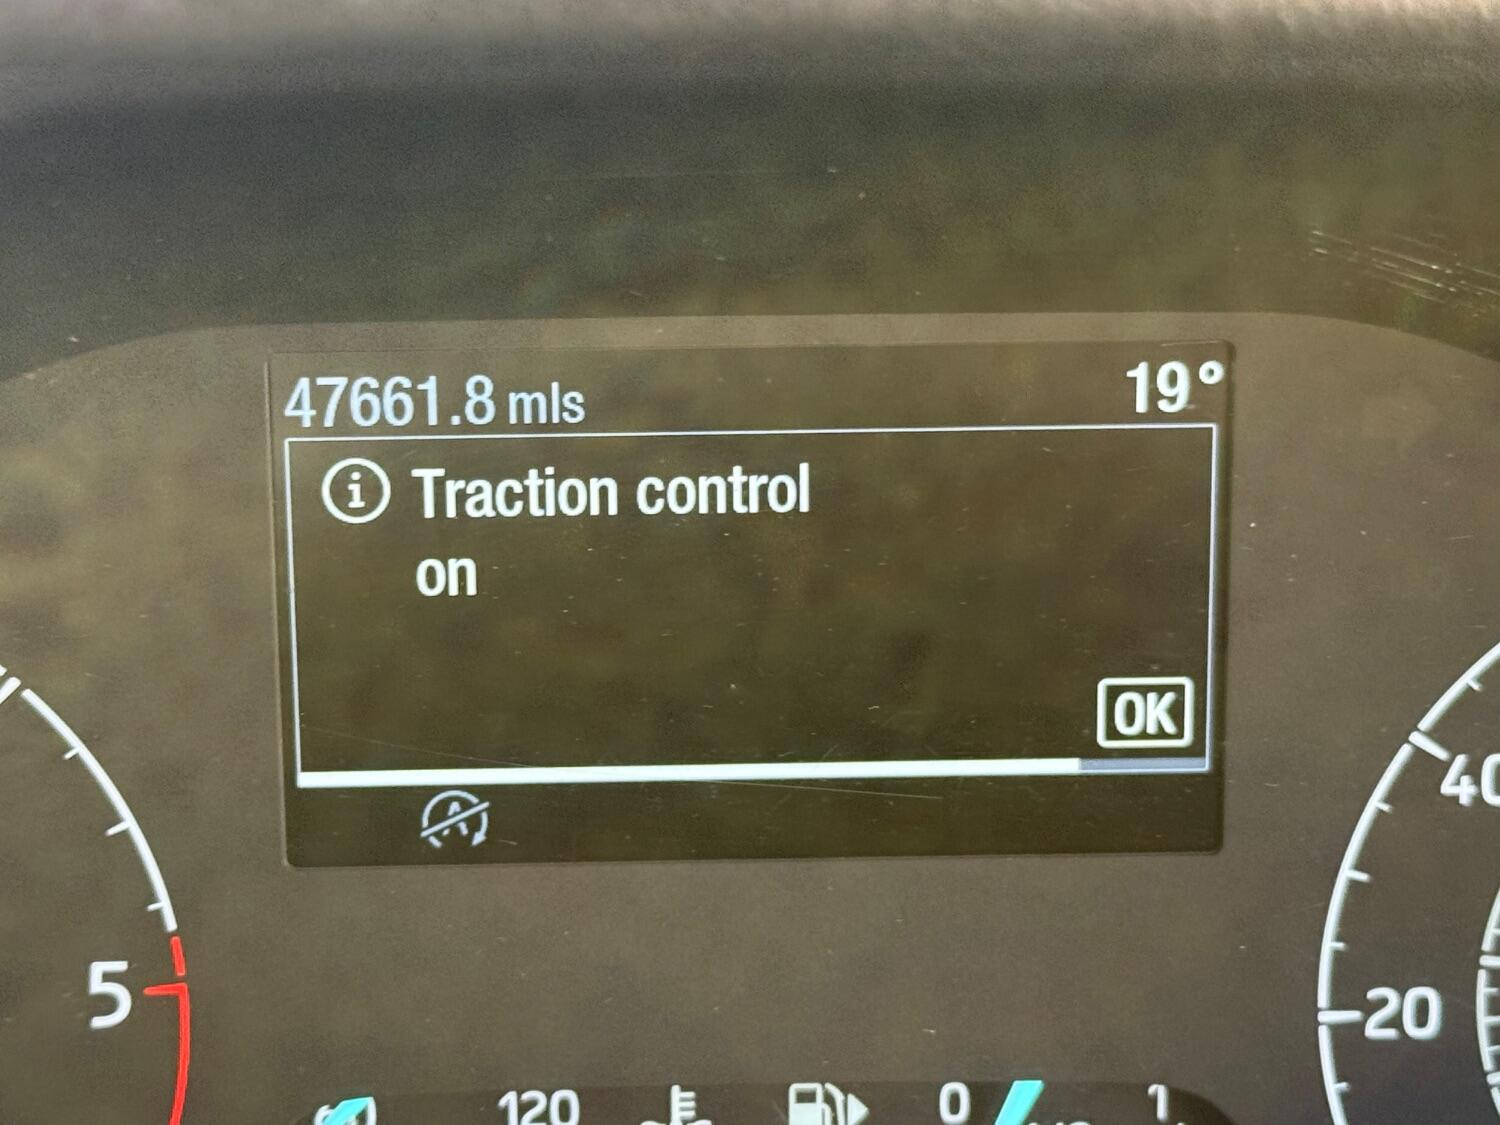 47661.8 mls 19°
i Traction control
on
OK
A
40
5
20
120 0 1